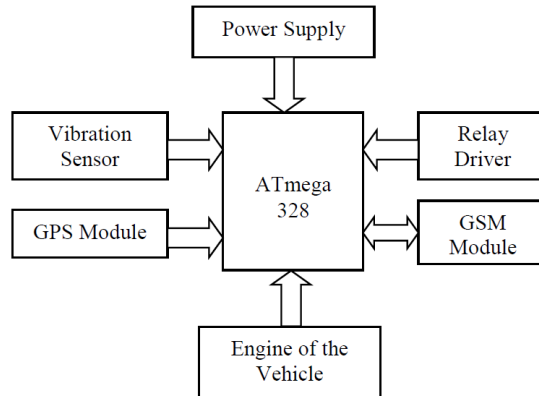 Power Supply
Vibration
Sensor
Relay
Driver
ATmega
328
GPS Module
GSM
Module
Engine of the
Vehicle